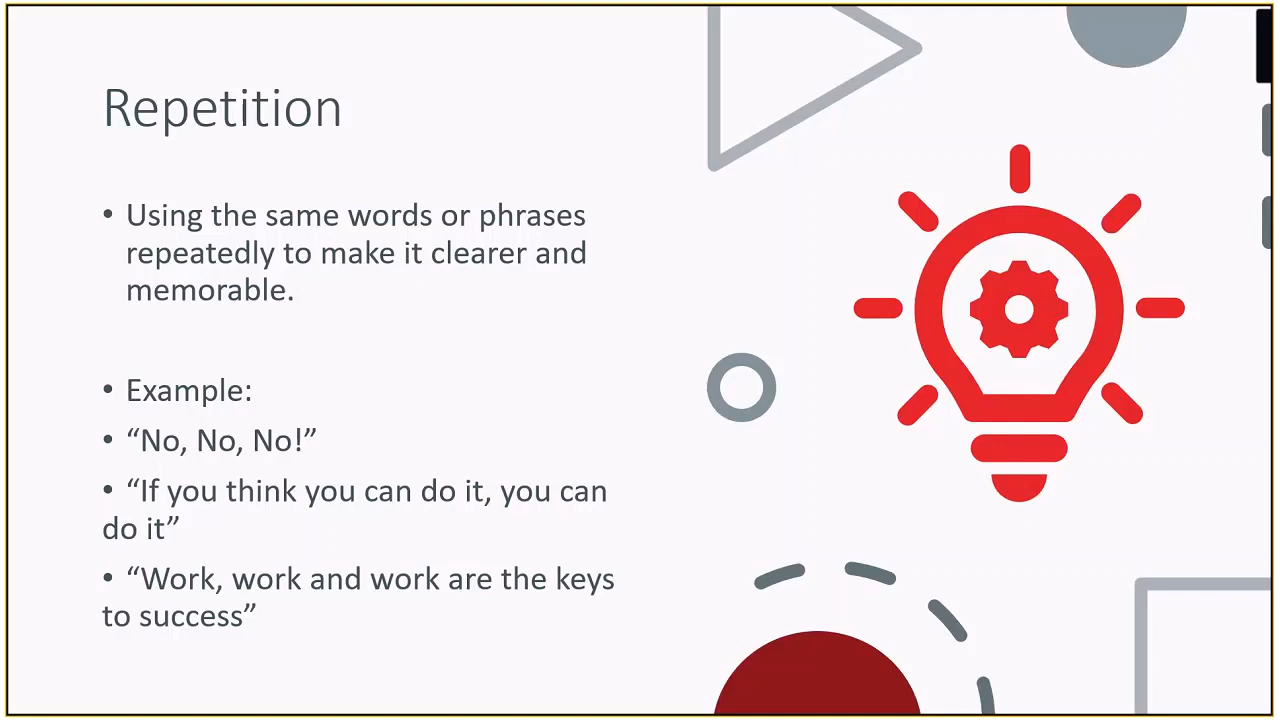 Repetition
• Using the same words or phrases
repeatedly to make it clearer and
memorable.
• Example:
• “No, No, No!”
• “If you think you can do it, you can
do it”
• “Work, work and work are the keys
to success”